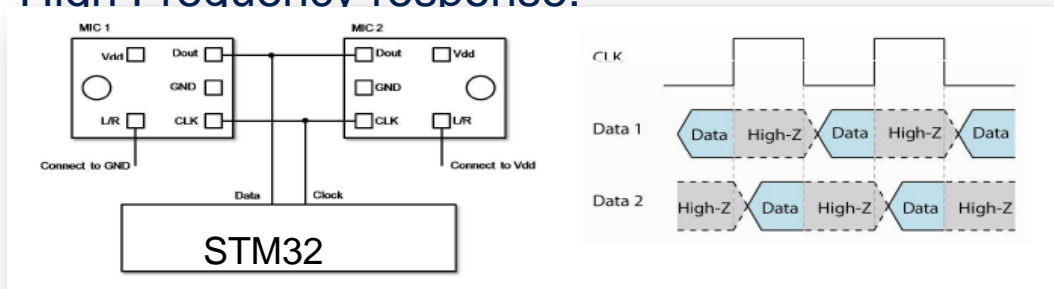 High Frequency response.
MIC 1
MIC 2
Vdd
Dout
GND
L/R
CLK
Dout
Vdd
GND
CLK
L/R
Connect to GND
Connect to Vdd
Data
Clock
STM32
CLK
Data 1
Data
High-Z
Data
High-Z
Data
Data 2
High-Z
Data
High-Z
Data
High-Z